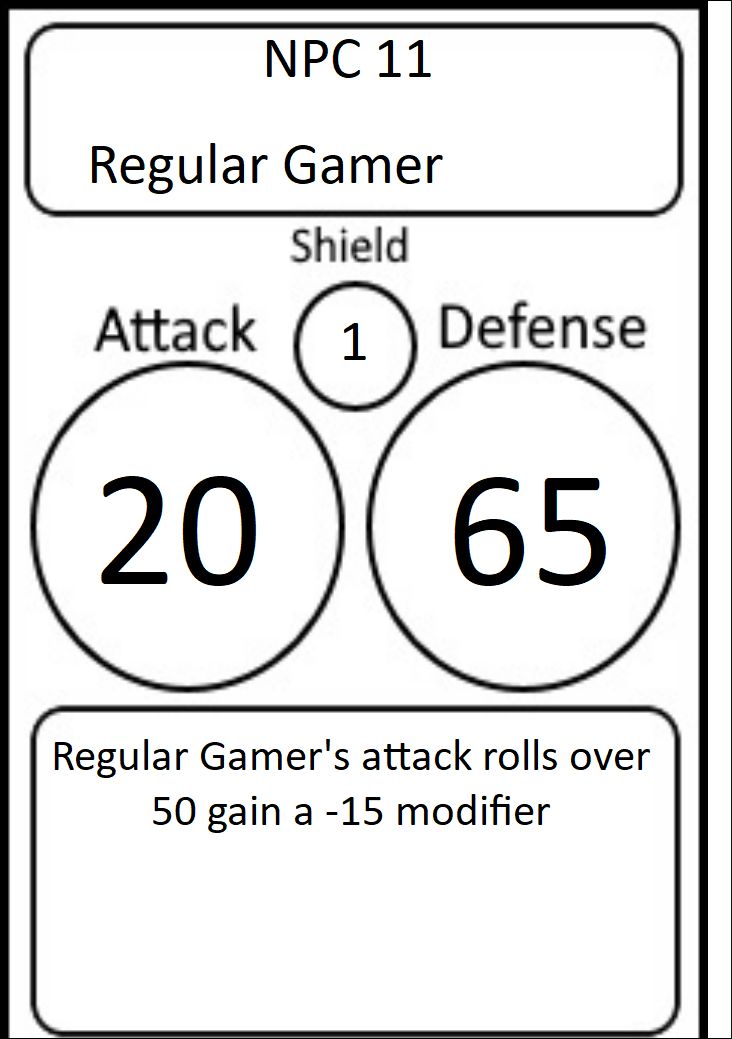 NPC 11
Regular Gamer
Shield
Attack
1
Defense
20
65
Regular Gamer's attack rolls over
50 gain a -15 modifier